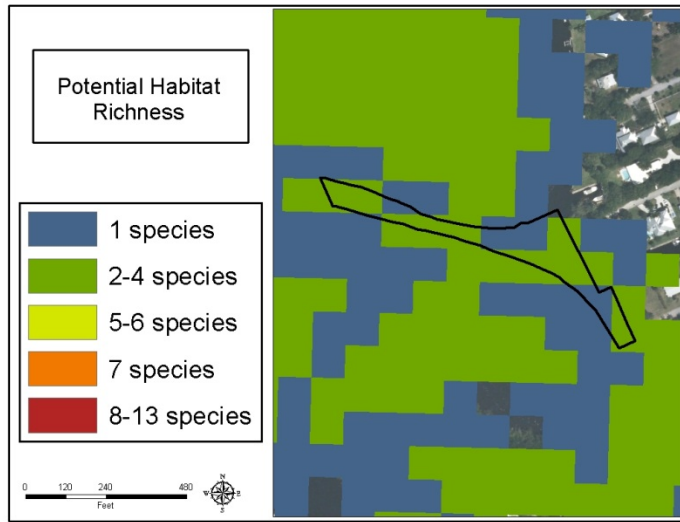 Potential Habitat
Richness
1 species
2-4 species
5-6 species
7 species
8-13 species
0 120 240 480
Feet
N
W E
S